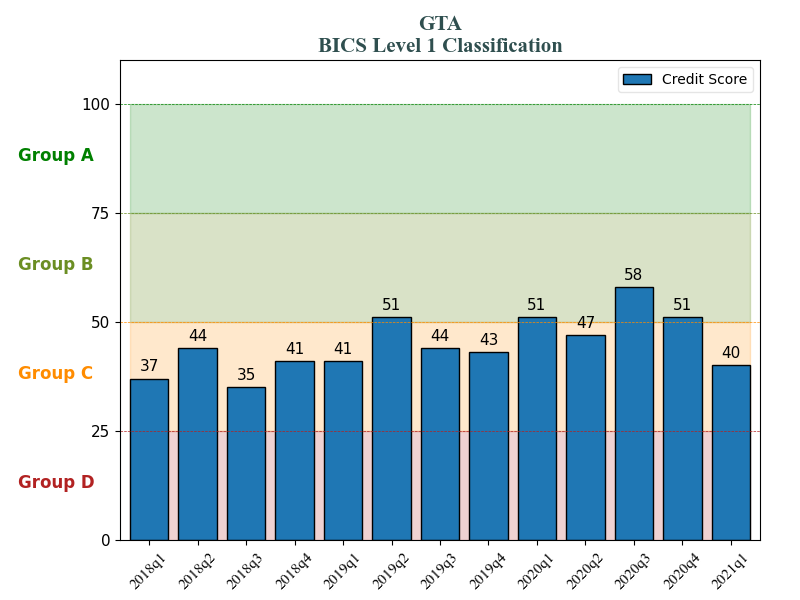 GTA
BICS Level 1 Classification
Credit Score
100
Group A
75
Group B
50
Group C
25
Group D
0
37
44
35
41
41
51
44
43
51
47
58
51
40
2018q1
2018q2
2018q3
2018q4
2019q1
2019q2
2019q3
2019q4
2020q1
2020q2
2020q3
2020q4
2021q1